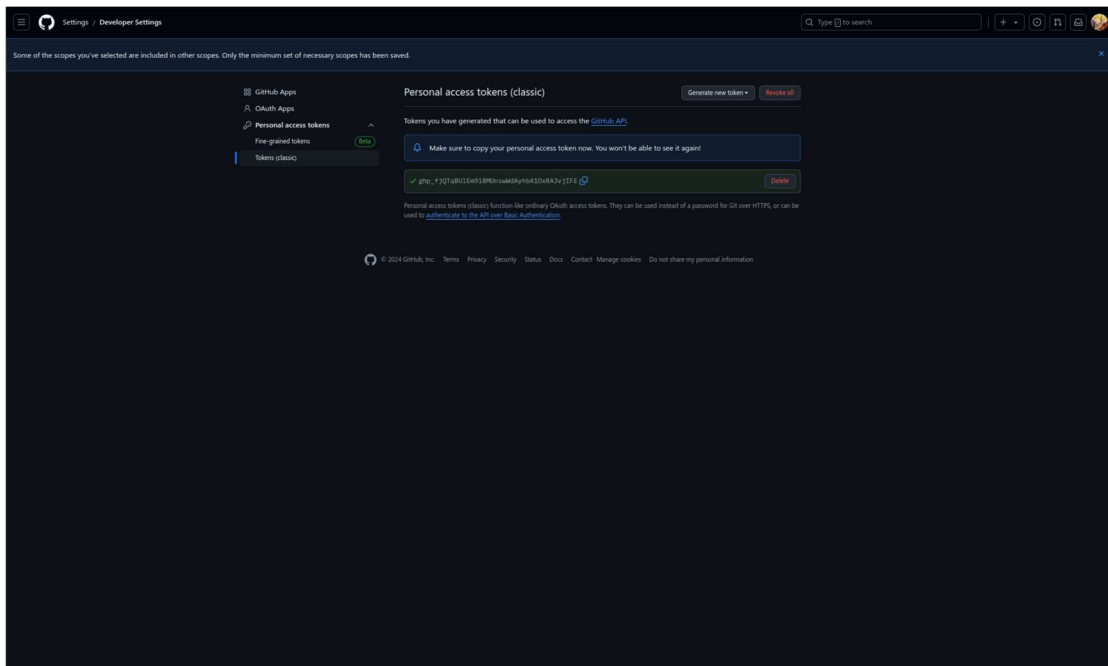 Settings / Developer Settings
Type / to search
Some of the scopes you've selected are included in other scopes. Only the minimum set of necessary scopes has been saved.
GitHub Apps
OAuth Apps
Personal access tokens
Fine-grained tokens Beta
Tokens (classic)
Personal access tokens (classic)
Generate new token
Revoke all
Tokens you have generated that can be used to access the GitHub API.
Make sure to copy your personal access token now. You won't be able to see it again!
Delete
Personal access tokens (classic) function like ordinary OAuth access tokens. They can be used instead of a password for Git over HTTPS, or can be
used to authenticate to the API over Basic Authentication.
© 2024 GitHub, Inc. Terms Privacy Security Status Docs Contact Manage cookies Do not share my personal information